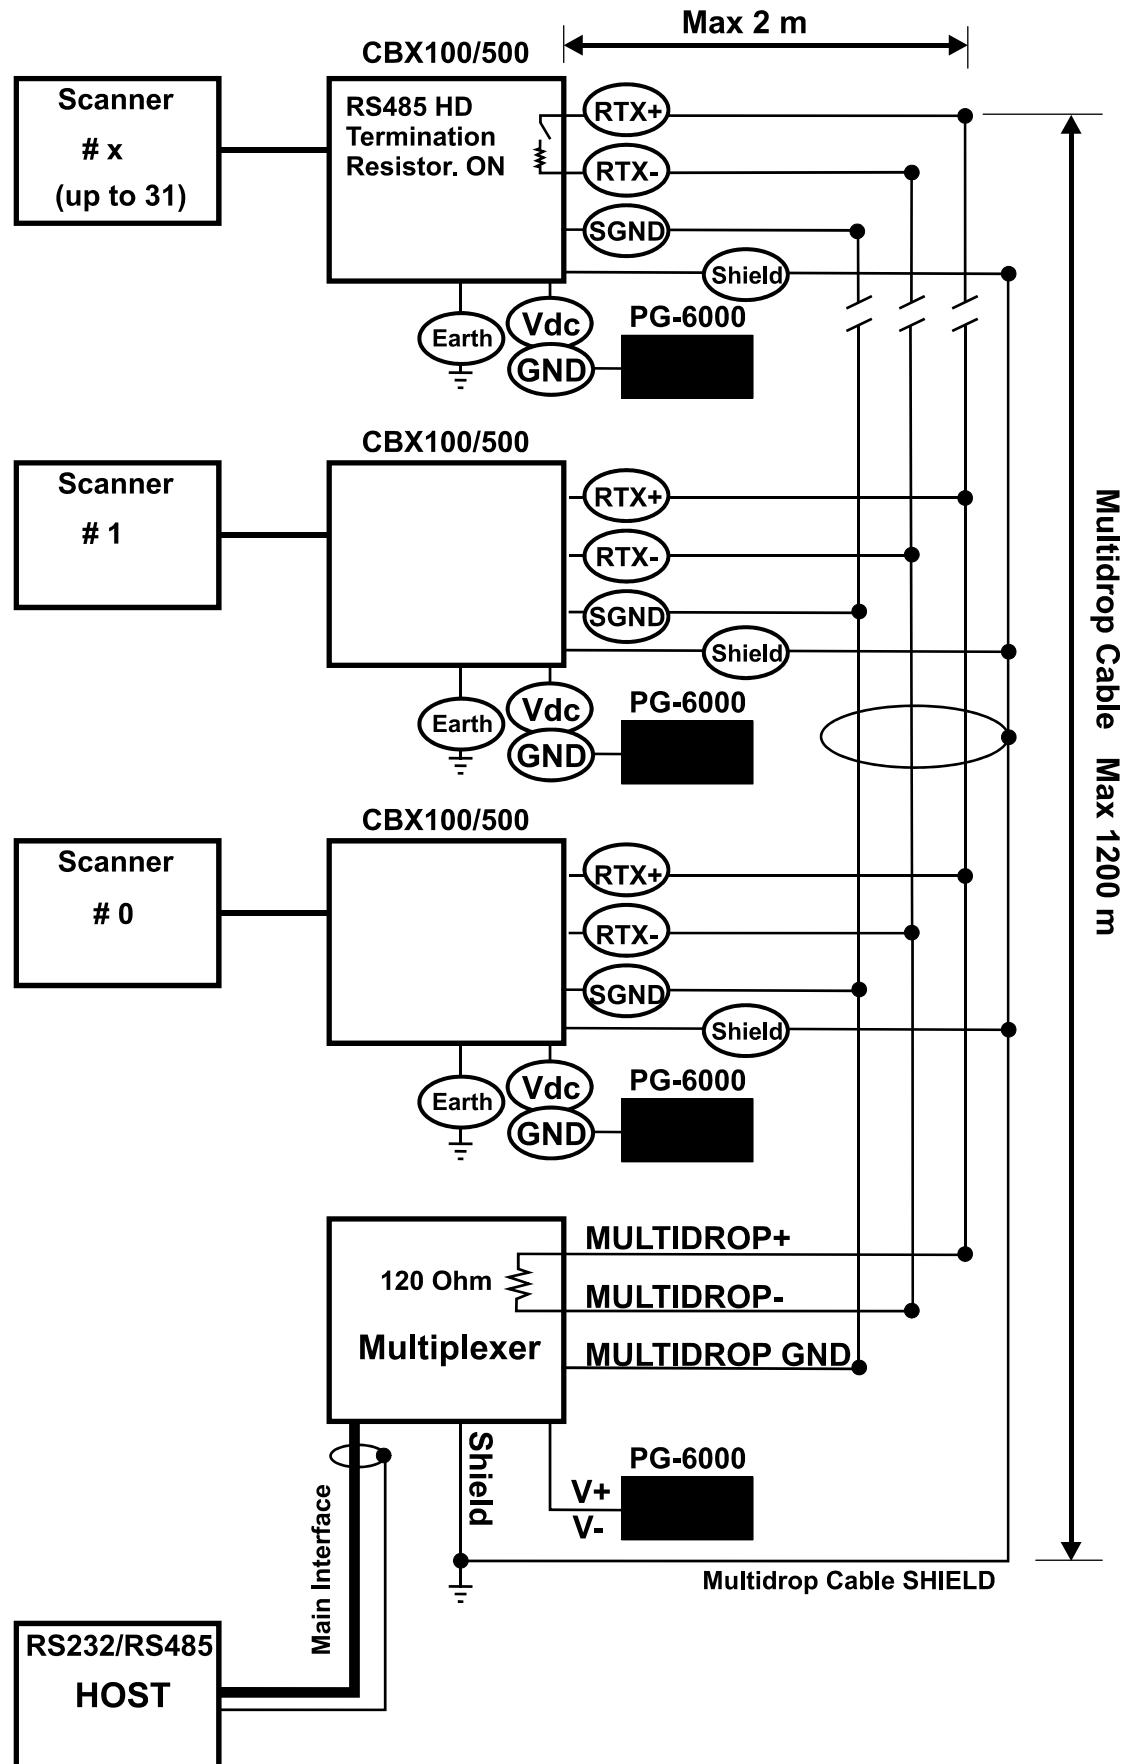 Max 2 m
CBX100/500
Scanner
# x
(up to 31)
RS485 HD
Termination
Resistor. ON
RTX+
RTX-
SGND
Shield
Earth
Vdc
GND
PG-6000
CBX100/500
Scanner
# 1
RTX+
RTX-
SGND
Shield
Earth
Vdc
GND
PG-6000
Multidrop Cable Max 1200 m
CBX100/500
Scanner
# 0
RTX+
RTX-
SGND
Shield
Earth
Vdc
GND
PG-6000
120 Ohm
Multiplexer
MULTIDROP+
MULTIDROP-
MULTIDROP GND
Shield
PG-6000
V+
V-
Main Interface
Multidrop Cable SHIELD
RS232/RS485
HOST